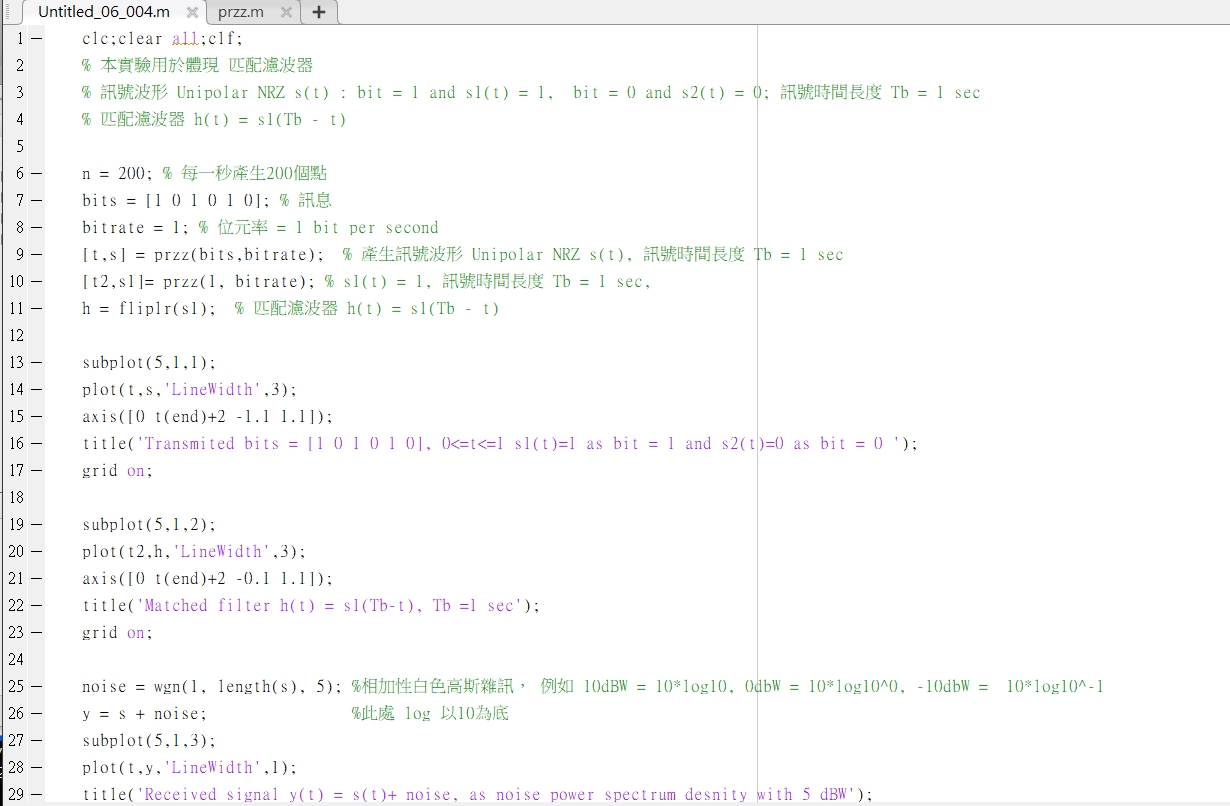 Untitled_06_004.m × przz.m × +
1 — clc;clear all;clf;
2 % 本實驗用於體現 匹配濾波器
3 % 訊號波形 Unipolar NRZ s(t) : bit = 1 and s1(t) = 1, bit = 0 and s2(t) = 0; 訊號時間長度 Tb = 1 sec
4 % 匹配濾波器 h(t) = s1(Tb - t)
5
6 — n = 200; % 每一秒產生200個點
7 — bits = [1 0 1 0 1 0]; % 訊息
8 — bitrate = 1; % 位元率 = 1 bit per second
9 — [t,s] = przz(bits,bitrate); % 產生訊號波形 Unipolar NRZ s(t), 訊號時間長度 Tb = 1 sec
10 — [t2,s1]= przz(1, bitrate); % s1(t) = 1, 訊號時間長度 Tb = 1 sec,
11 — h = fliplr(s1); % 匹配濾波器 h(t) = s1(Tb - t)
12
13 — subplot(5,1,1);
14 — plot(t,s,'LineWidth',3);
15 — axis([0 t(end)+2 -1.1 1.1]);
16 — title('Transmited bits = [1 0 1 0 1 0], 0<=t<=1 s1(t)=1 as bit = 1 and s2(t)=0 as bit = 0 ');
17 — grid on;
18
19 — subplot(5,1,2);
20 — plot(t2,h,'LineWidth',3);
21 — axis([0 t(end)+2 -0.1 1.1]);
22 — title('Matched filter h(t) = s1(Tb-t), Tb =1 sec');
23 — grid on;
24
25 — noise = wgn(1, length(s), 5); %相加性白色高斯雜訊， 例如 10dBW = 10*log10, 0dbW = 10*log10^0, -10dbW = 10*log10^-1
26 — y = s + noise; %此處 log 以10為底
27 — subplot(5,1,3);
28 — plot(t,y,'LineWidth',1);
29 — title('Received signal y(t) = s(t)+ noise, as noise power spectrum desnity with 5 dBW');